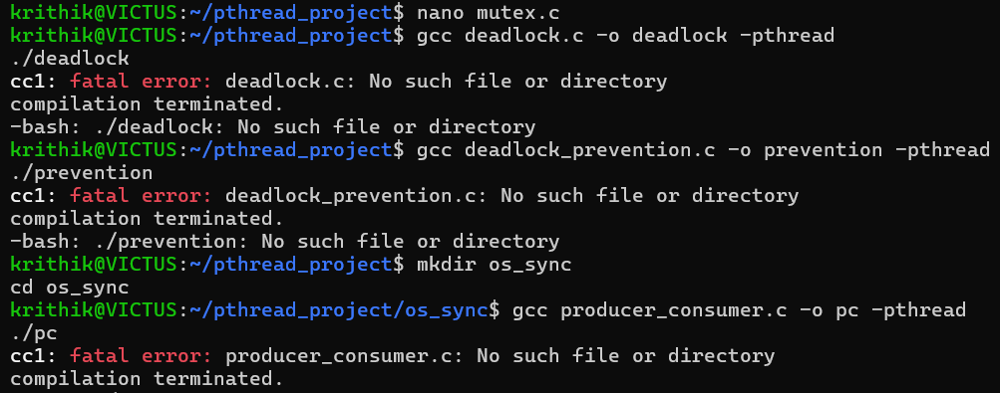 krithik@VICTUS:~/pthread_project$ nano mutex.c
krithik@VICTUS:~/pthread_project$ gcc deadlock.c -o deadlock -pthread
./deadlock
cc1: fatal error: deadlock.c: No such file or directory
compilation terminated.
-bash: ./deadlock: No such file or directory
krithik@VICTUS:~/pthread_project$ gcc deadlock_prevention.c -o prevention -pthread
./prevention
cc1: fatal error: deadlock_prevention.c: No such file or directory
compilation terminated.
-bash: ./prevention: No such file or directory
krithik@VICTUS:~/pthread_project$ mkdir os_sync
cd os_sync
krithik@VICTUS:~/pthread_project/os_sync$ gcc producer_consumer.c -o pc -pthread
./pc
cc1: fatal error: producer_consumer.c: No such file or directory
compilation terminated.